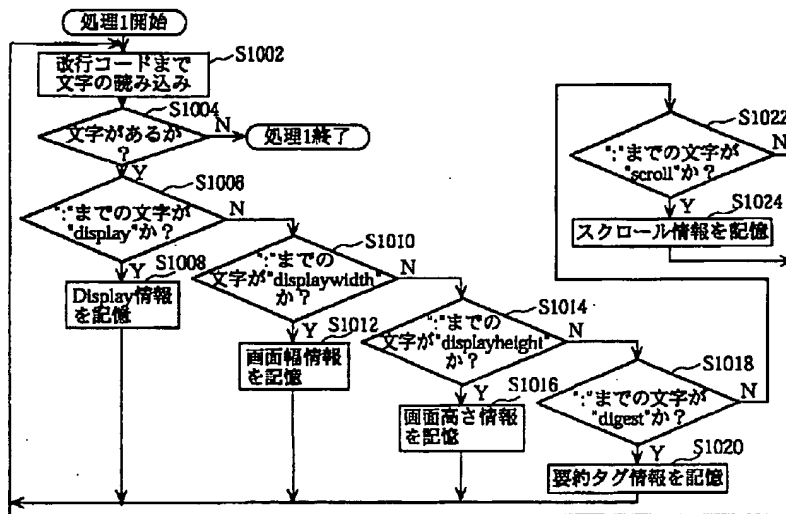 処理1開始
S1002
改行コードまで
文字の読み込み
S1004
文字があるか
?
N
処理1終了
Y
S1006
":"までの文字が
"display"か?
N
Y
S1008
Display情報
を記憶
S1010
":"までの
文字が"displaywidth"
か?
N
Y
S1012
画面幅情報
を記憶
S1014
":"までの
文字が"displayheight"
か?
N
Y
S1016
画面高さ情報
を記憶
S1018
":"までの文字が
"digest"か?
N
Y
S1020
要約タグ情報を記憶
S1022
":"までの文字が
"scroll"か?
N
Y
S1024
スクロール情報を記憶